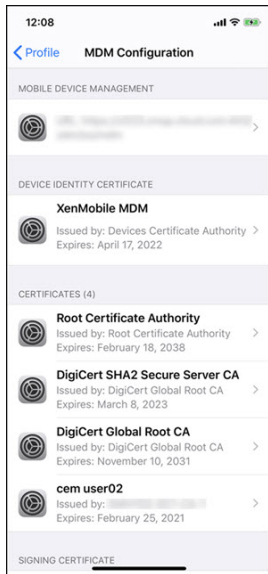 12:08
Profile
MDM Configuration
MOBILE DEVICE MANAGEMENT
DEVICE IDENTITY CERTIFICATE
XenMobile MDM
Issued by: Devices Certificate Authority
Expires: April 17, 2022
CERTIFICATES (4)
Root Certificate Authority
Issued by: Root Certificate Authority
Expires: February 18, 2038
DigiCert SHA2 Secure Server CA
Issued by: DigiCert Global Root CA
Expires: March 8, 2023
DigiCert Global Root CA
Issued by: DigiCert Global Root CA
Expires: November 10, 2031
cem user02
Issued by:
Expires: February 25, 2021
SIGNING CERTIFICATE